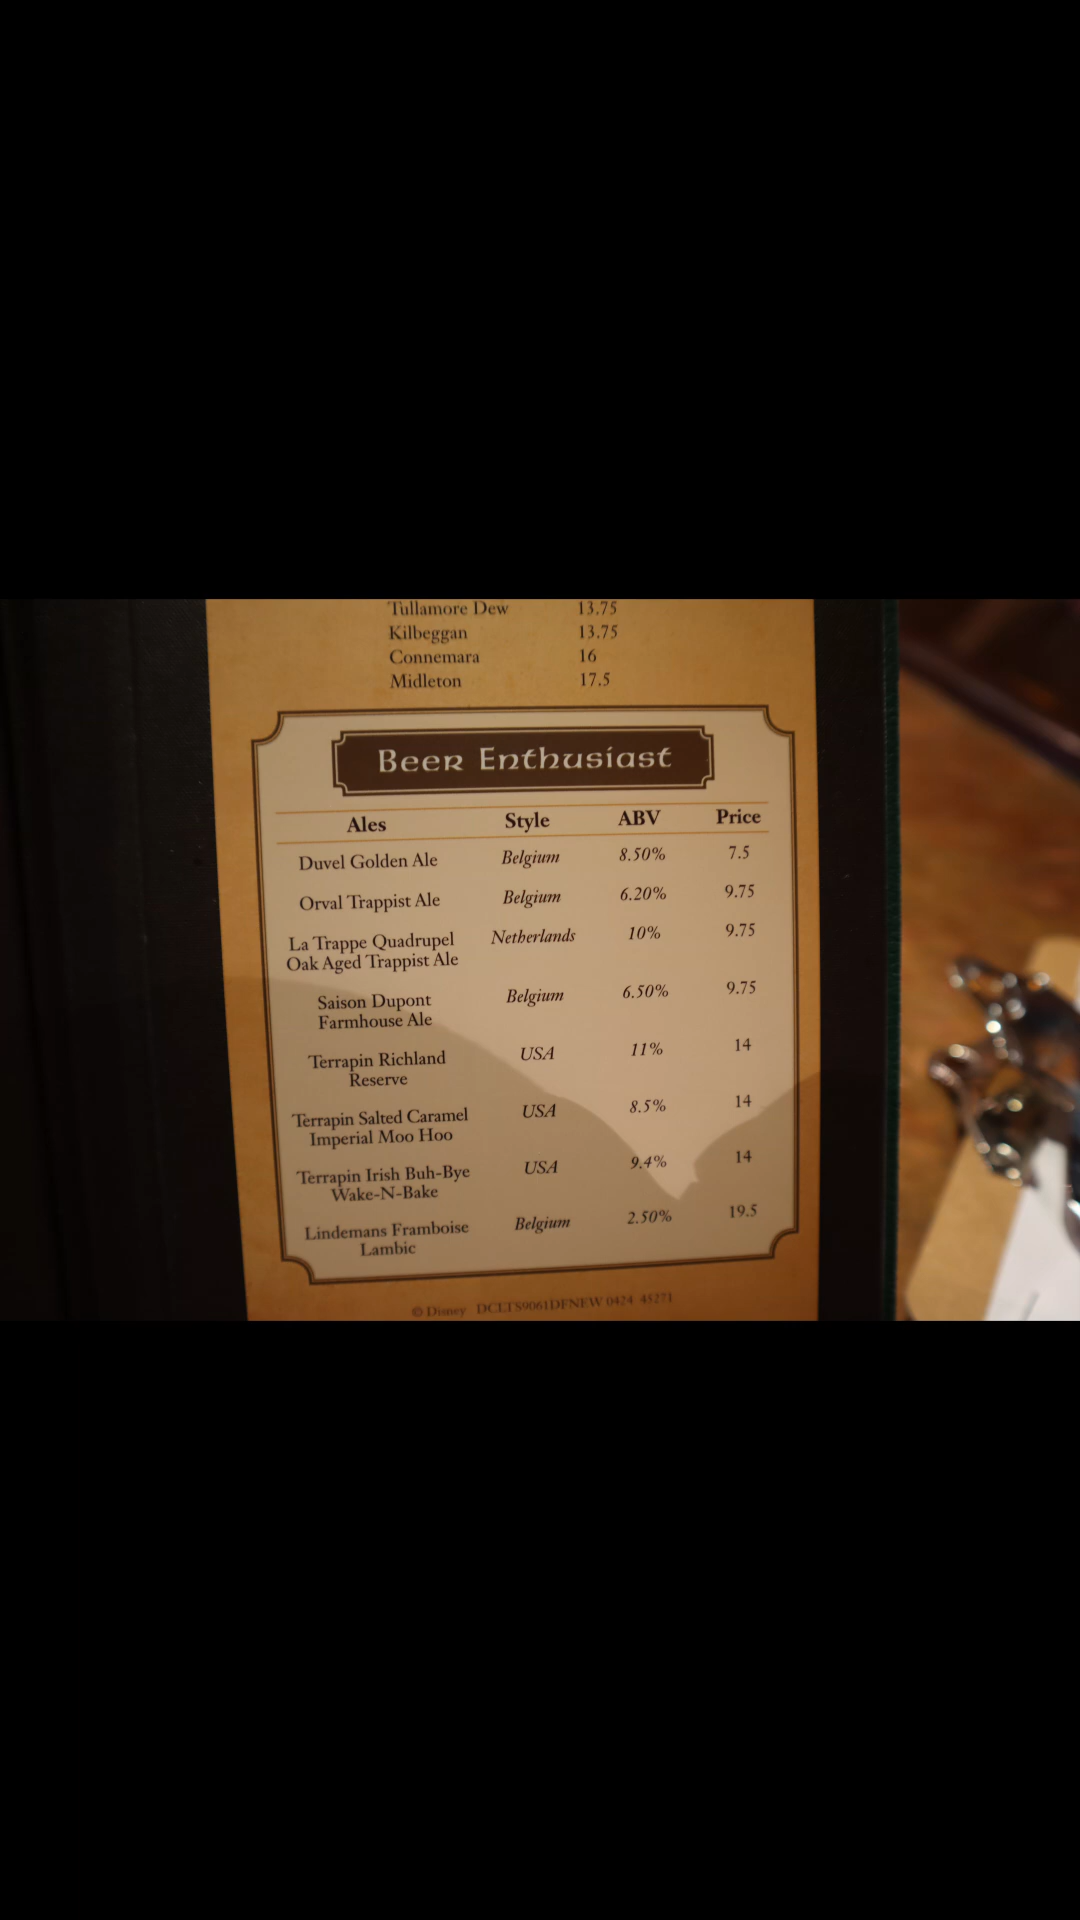 Tullamore Dew 13.75
Kilbeggan 13.75
Connemara 16
Midleton 17.5
Beer Enthusiast
Ales Style ABV Price
Duvel Golden Ale Belgium 8.50% 7.5
Orval Trappist Ale Belgium 6.20% 9.75
La Trappe Quadrupel Netherlands 10% 9.75
Oak Aged Trappist Ale
Saison Dupont Belgium 6.50% 9.75
Farmhouse Ale
Terrapin Richland USA 11% 14
Reserve
Terrapin Salted Caramel USA 8.5% 14
Imperial Moo Hoo
Terrapin Irish Buh-Bye USA 9.4% 14
Wake-N-Bake
Lindemans Framboise Belgium 2.50% 19.5
Lambic
© Disney DCLTS9061DFNEW 0424 45271